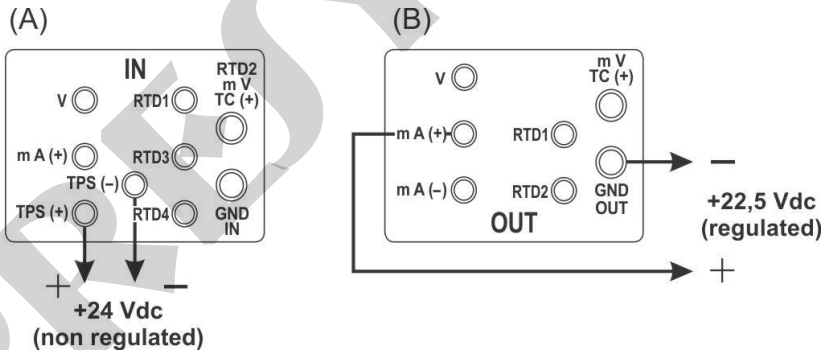 (A)
IN
V
RTD1
RTD2
m V
TC (+)
m A (+)
RTD3
TPS (–)
TPS (+)
RTD4
GND
IN
+ –
+24 Vdc
(non regulated)
(B)
V
m V
TC (+)
m A (+)
RTD1
m A (–)
RTD2
GND
OUT
OUT
–
+22,5 Vdc
(regulated)
+